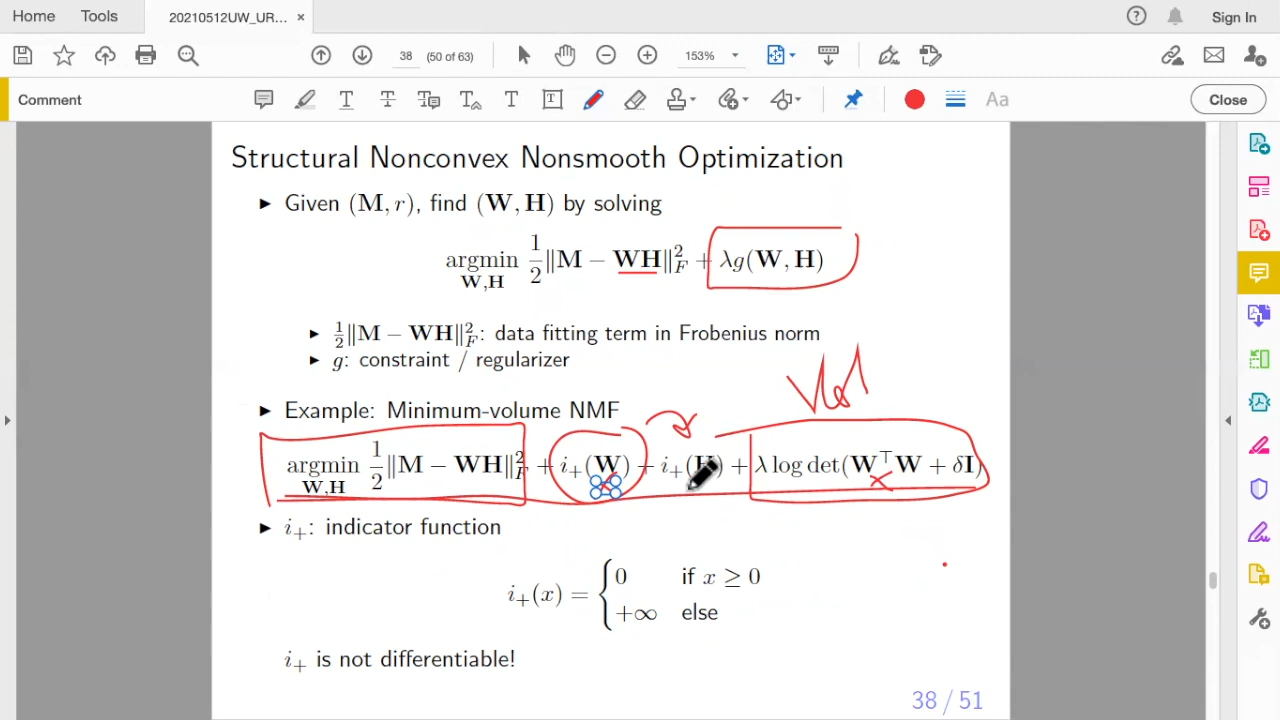 Home Tools 20210512UW_UR... × Sign In
38 (50 of 63) 153%
Comment Aa Close
Structural Nonconvex Nonsmooth Optimization
► Given (M, r), find (W, H) by solving
argmin_{W,H} 1/2 ‖M − WH‖²_F + λg(W, H)
► 1/2 ‖M − WH‖²_F: data fitting term in Frobenius norm
► g: constraint / regularizer
Vol
► Example: Minimum-volume NMF
argmin_{W,H} 1/2 ‖M − WH‖²_F + i₊(W) + i₊(H) + λ log det(W⊤W + δI)
► i₊: indicator function
i₊(x) = { 0 if x ≥ 0
+∞ else
i₊ is not differentiable!
38 / 51